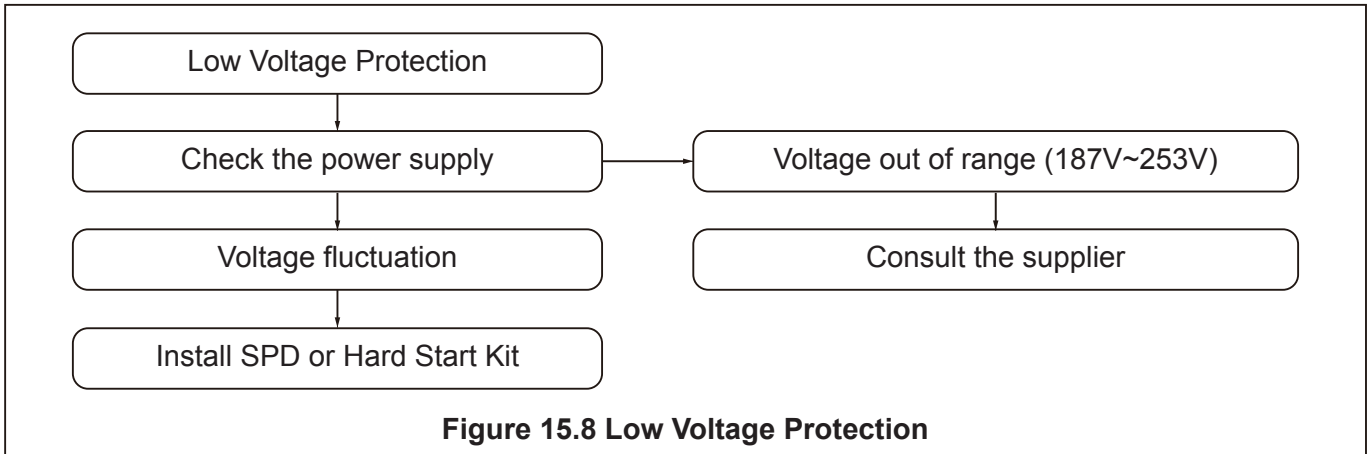 Low Voltage Protection
Check the power supply
Voltage out of range (187V~253V)
Voltage fluctuation
Consult the supplier
Install SPD or Hard Start Kit
Figure 15.8 Low Voltage Protection